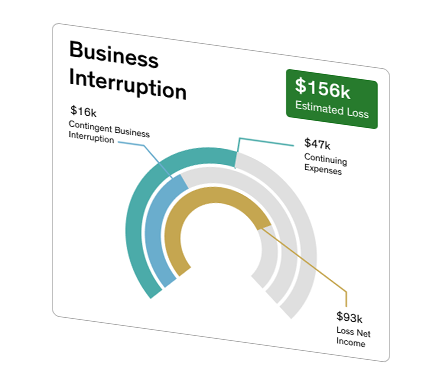 Business
Interruption
$156k
Estimated Loss
$16k
Contingent Business
Interruption
$47k
Continuing
Expenses
$93k
Loss Net
Income